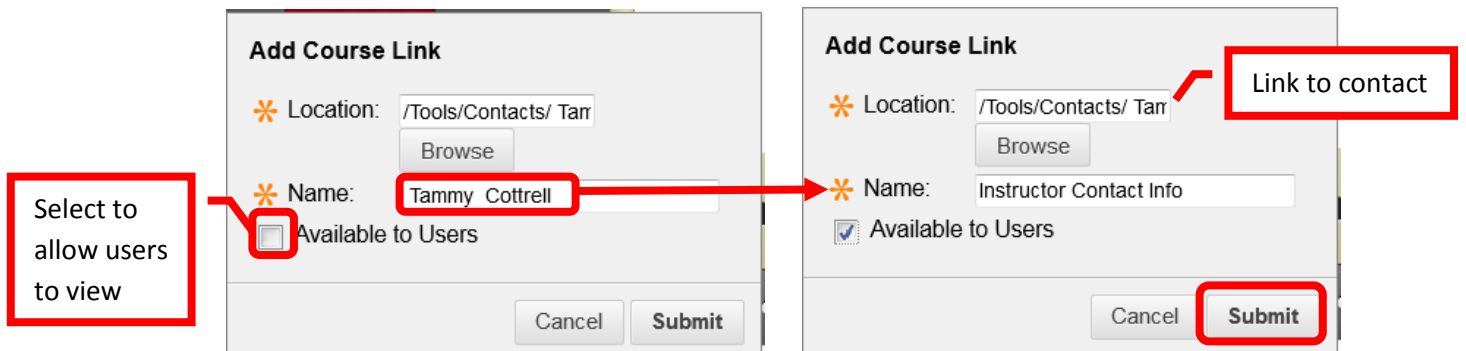 Add Course Link
Location: /Tools/Contacts/ Tam
Browse
Name: Tammy Cottrell
Available to Users
Cancel Submit
Select to
allow users
to view
Add Course Link
Location: /Tools/Contacts/ Tam
Browse
Name: Instructor Contact Info
Available to Users
Cancel Submit
Link to contact